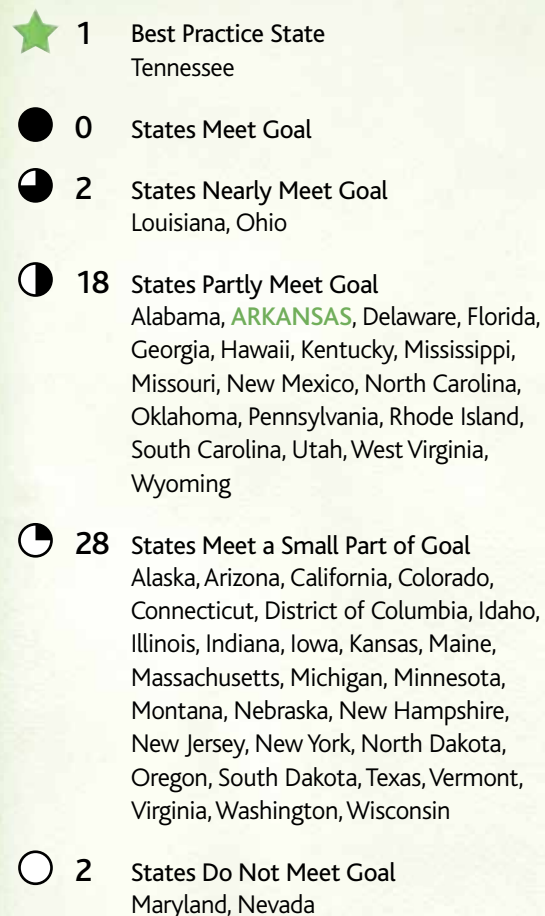 1 Best Practice State
Tennessee
0 States Meet Goal
2 States Nearly Meet Goal
Louisiana, Ohio
18 States Partly Meet Goal
Alabama, ARKANSAS, Delaware, Florida,
Georgia, Hawaii, Kentucky, Mississippi,
Missouri, New Mexico, North Carolina,
Oklahoma, Pennsylvania, Rhode Island,
South Carolina, Utah, West Virginia,
Wyoming
28 States Meet a Small Part of Goal
Alaska, Arizona, California, Colorado,
Connecticut, District of Columbia, Idaho,
Illinois, Indiana, Iowa, Kansas, Maine,
Massachusetts, Michigan, Minnesota,
Montana, Nebraska, New Hampshire,
New Jersey, New York, North Dakota,
Oregon, South Dakota, Texas, Vermont,
Virginia, Washington, Wisconsin
2 States Do Not Meet Goal
Maryland, Nevada